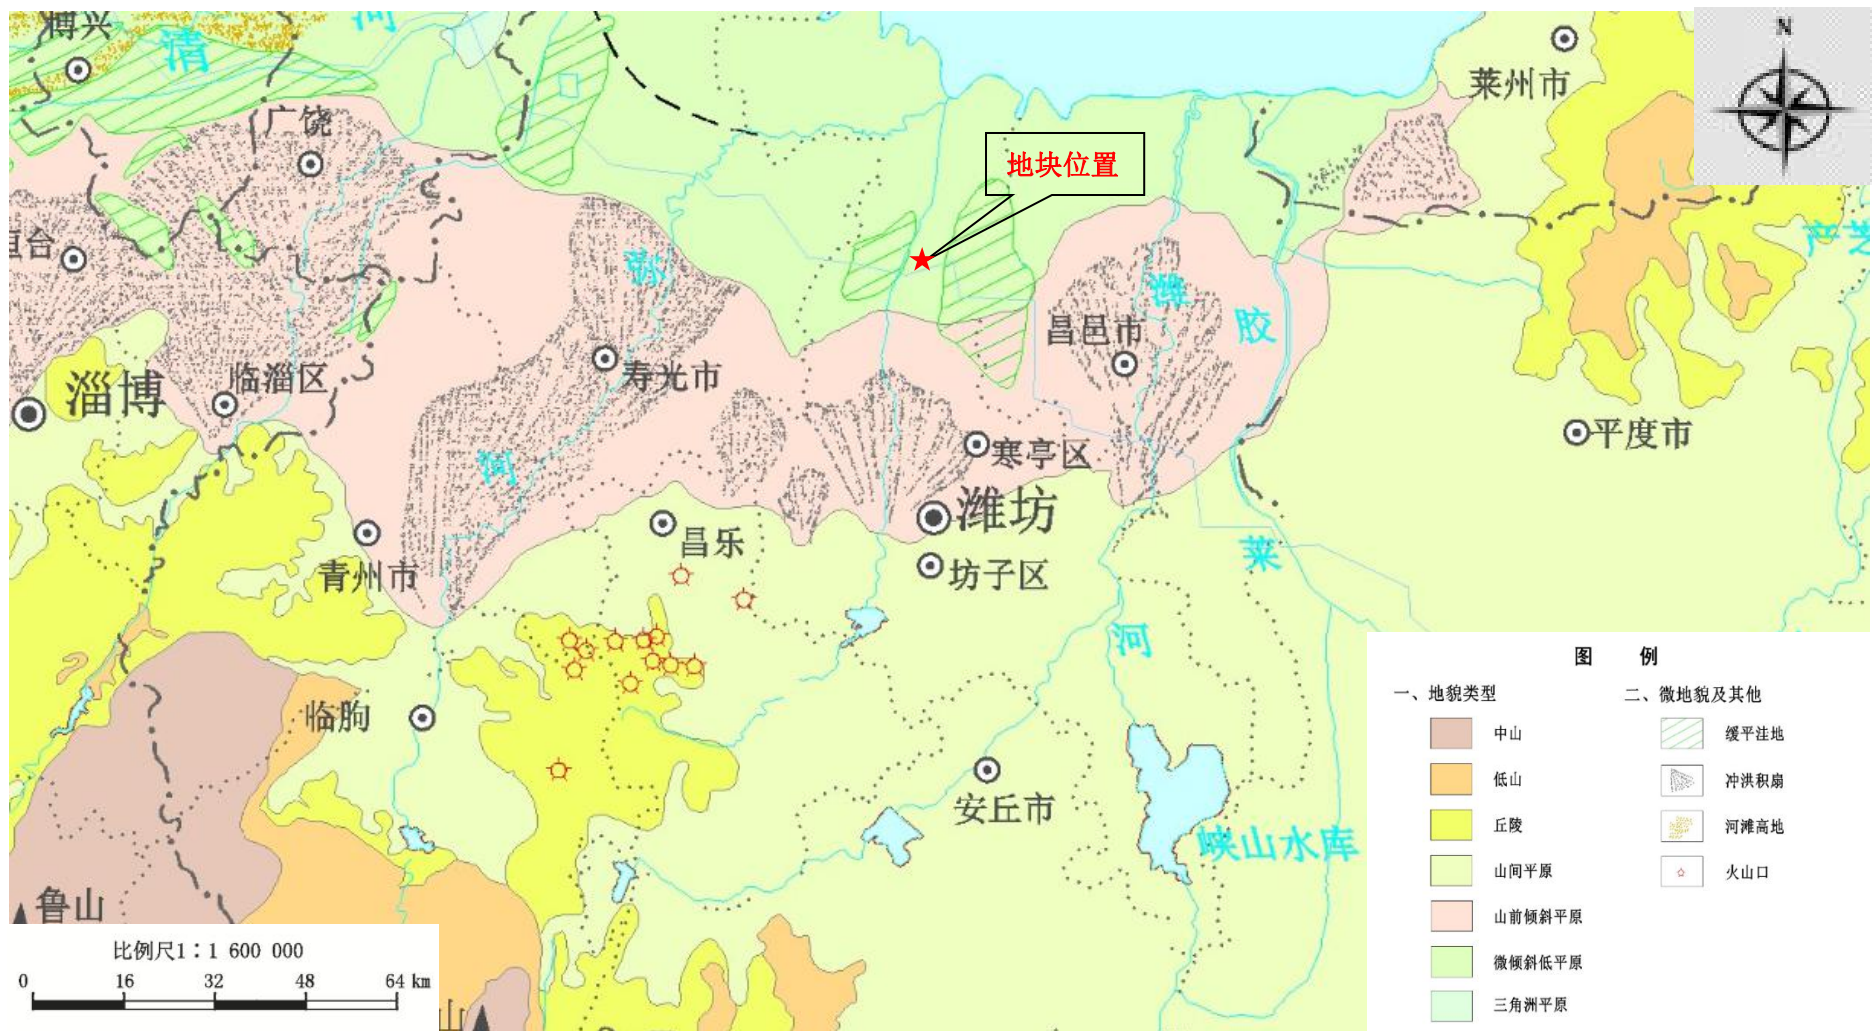 博兴
清
河
N
莱州市
广饶
地块位置
产芝
桓台
弥
潍
胶
昌邑市
寿光市
临淄区
淄博
平度市
寒亭区
河
潍坊
昌乐
莱
青州市
坊子区
河
临朐
安丘市
峡山水库
鲁山
山
比例尺1：1 600 000
0 16 32 48 64 km
图 例
一、地貌类型
中山
低山
丘陵
山间平原
山前倾斜平原
微倾斜低平原
三角洲平原
二、微地貌及其他
缓平洼地
冲洪积扇
河滩高地
火山口